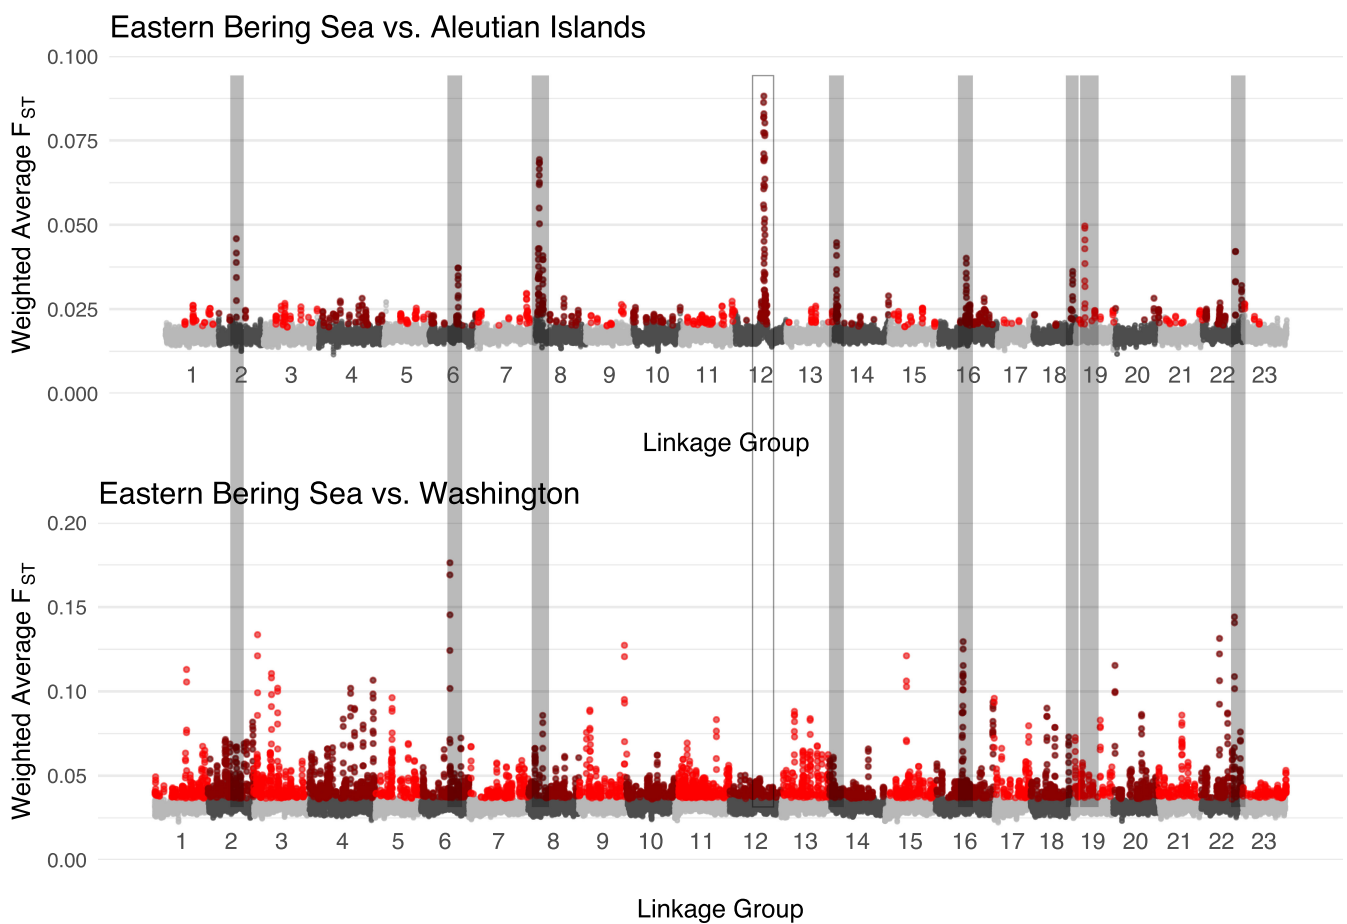 Eastern Bering Sea vs. Aleutian Islands
Weighted Average FST
0.100
0.075
0.050
0.025
0.000
1 2 3 4 5 6 7 8 9 10 11 12 13 14 15 16 17 18 19 20 21 22 23
Linkage Group
Eastern Bering Sea vs. Washington
Weighted Average FST
0.20
0.15
0.10
0.05
0.00
1 2 3 4 5 6 7 8 9 10 11 12 13 14 15 16 17 18 19 20 21 22 23
Linkage Group